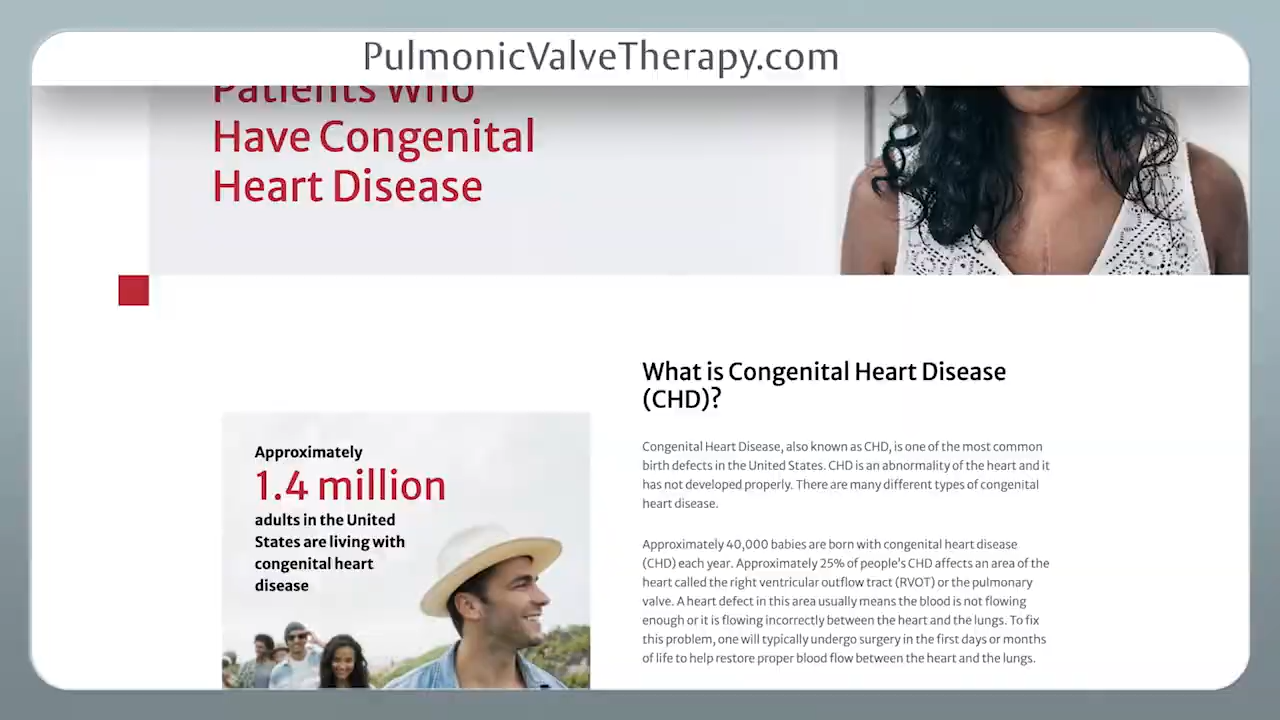 PulmonicValveTherapy.com
Patients Who
Have Congenital
Heart Disease
What is Congenital Heart Disease
(CHD)?
Congenital Heart Disease, also known as CHD, is one of the most common
birth defects in the United States. CHD is an abnormality of the heart and it
has not developed properly. There are many different types of congenital
heart disease.
Approximately 40,000 babies are born with congenital heart disease
(CHD) each year. Approximately 25% of people's CHD affects an area of the
heart called the right ventricular outflow tract (RVOT) or the pulmonary
valve. A heart defect in this area usually means the blood is not flowing
enough or it is flowing incorrectly between the heart and the lungs. To fix
this problem, one will typically undergo surgery in the first days or months
of life to help restore proper blood flow between the heart and the lungs.
Approximately
1.4 million
adults in the United
States are living with
congenital heart
disease